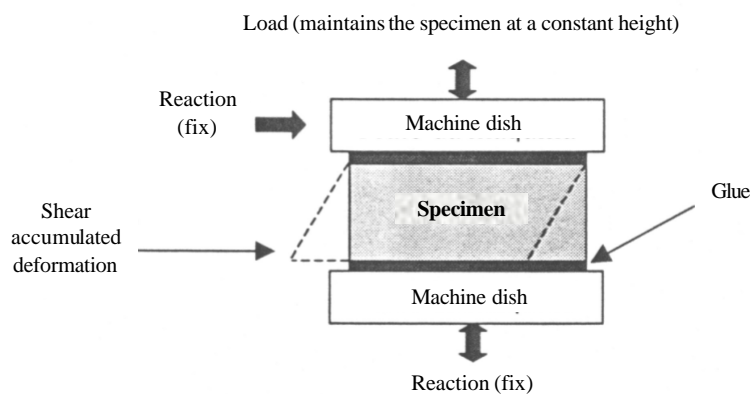 Load (maintains the specimen at a constant height)
Reaction
(fix)
Machine dish
Specimen
Glue
Shear
accumulated
deformation
Machine dish
Reaction (fix)